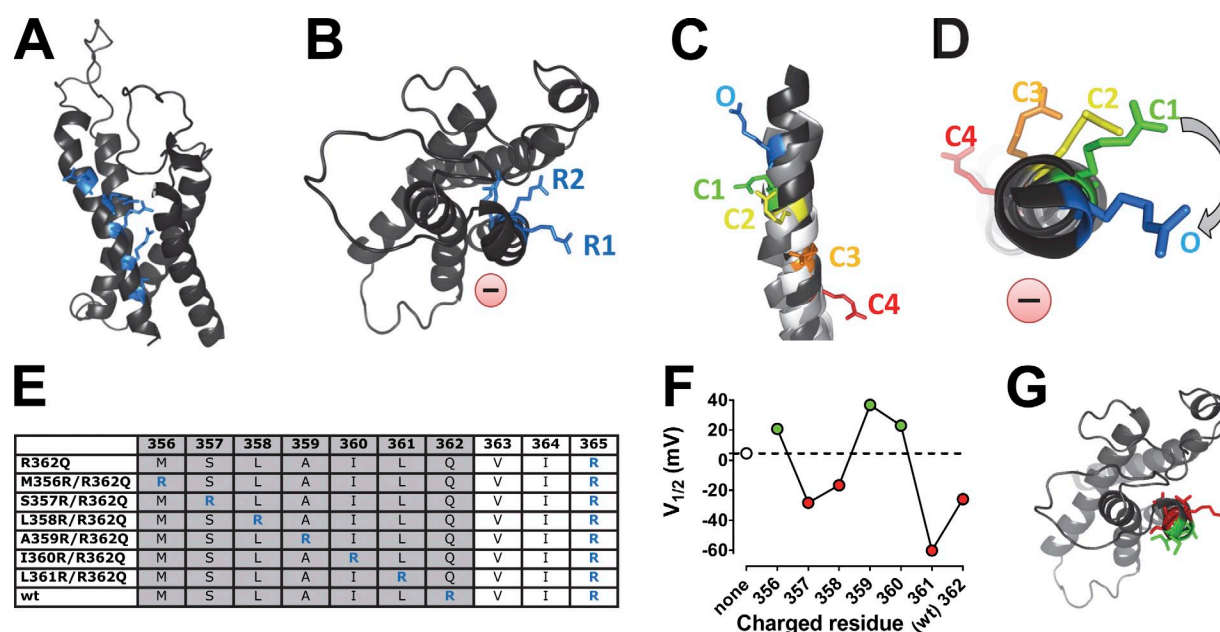 A
B
R2
R1
−
C
O
C1
C2
C3
C4
D
C3
C2
C1
C4
O
−
E
356 357 358 359 360 361 362 363 364 365
R362Q M S L A I L Q V I R
M356R/R362Q R S L A I L Q V I R
S357R/R362Q M R L A I L Q V I R
L358R/R362Q M S R A I L Q V I R
A359R/R362Q M S L R I L Q V I R
I360R/R362Q M S L A R L Q V I R
L361R/R362Q M S L A I R Q V I R
wt M S L A I L R V I R
F
V1/2 (mV)
40
20
0
-20
-40
-60
none 356 357 358 359 360 361 (wt) 362
Charged residue
G